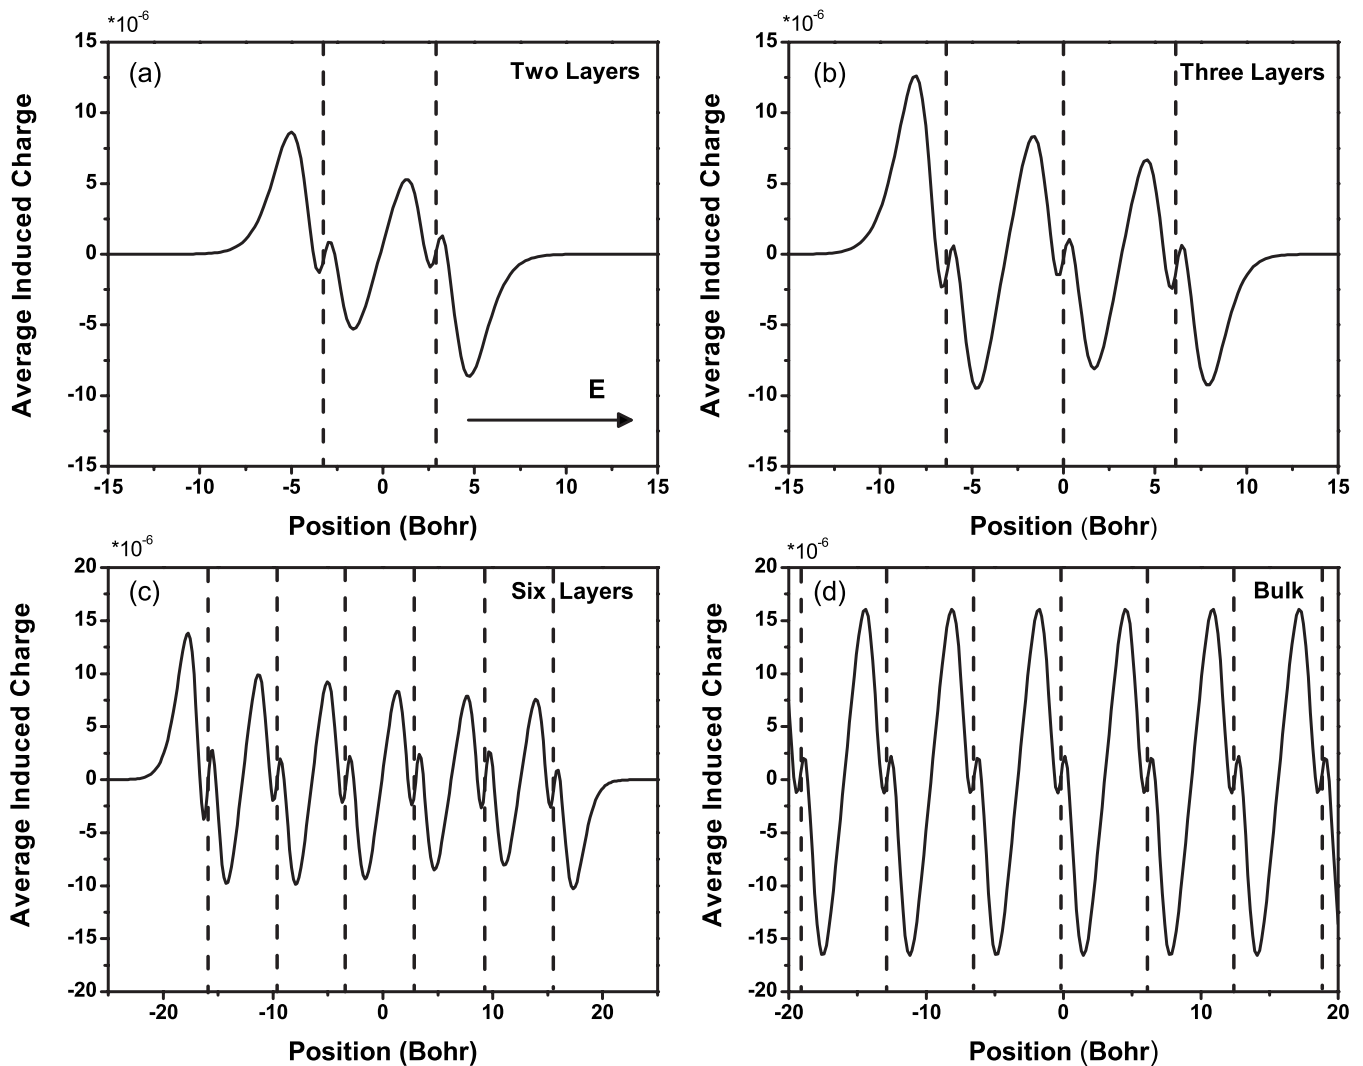 *10-6
15
10
5
0
-5
-10
-15
(a)
Two Layers
E
-15 -10 -5 0 5 10 15
Average Induced Charge
Position (Bohr)
*10-6
15
10
5
0
-5
-10
-15
(b)
Three Layers
-15 -10 -5 0 5 10 15
Average Induced Charge
Position (Bohr)
*10-6
20
15
10
5
0
-5
-10
-15
-20
(c)
Six Layers
-20 -10 0 10 20
Average Induced Charge
Position (Bohr)
*10-6
20
15
10
5
0
-5
-10
-15
-20
(d)
Bulk
-20 -10 0 10 20
Average Induced Charge
Position (Bohr)